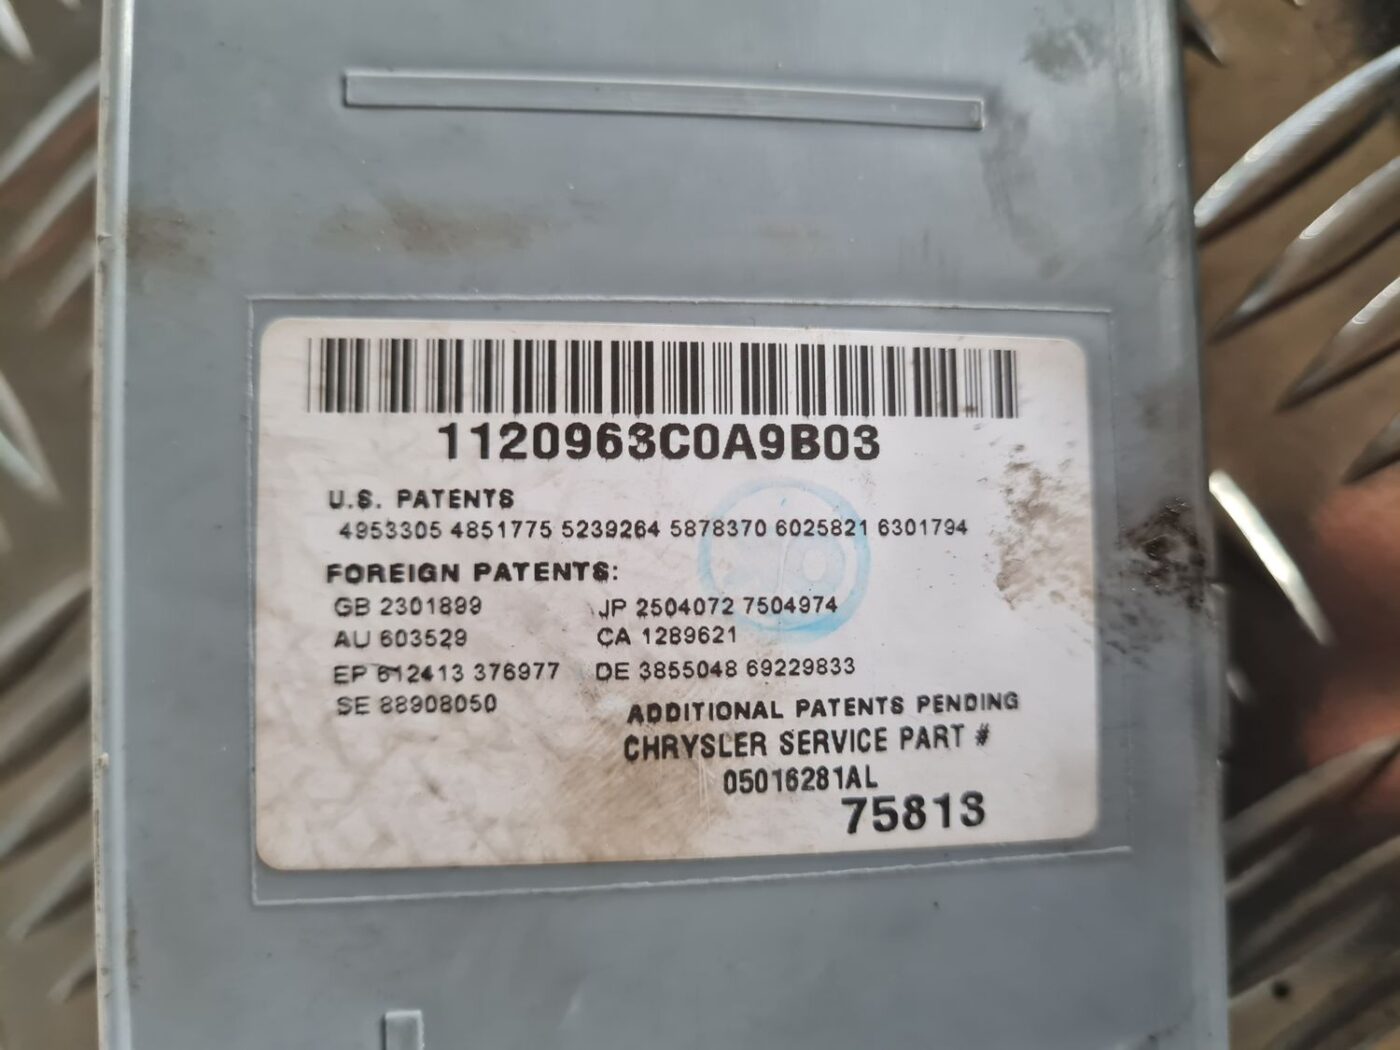 1120963C0A9B03
U.S. PATENTS
4953305 4851775 5239264 5878370 6025821 6301794
FOREIGN PATENTS:
GB 2301899 JP 2504072 7504974
AU 603529 CA 1289621
EP 612413 376977 DE 3855048 69229833
SE 88908050
ADDITIONAL PATENTS PENDING
CHRYSLER SERVICE PART #
05016281AL
75813